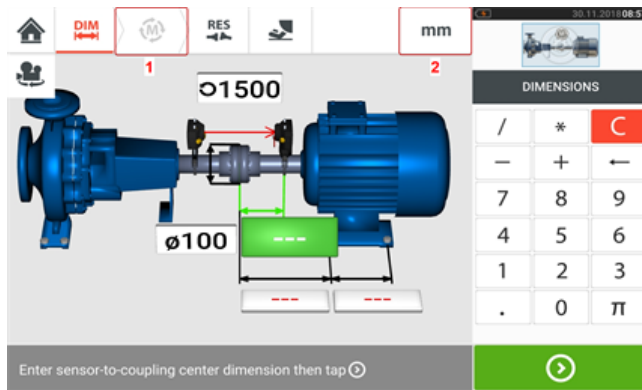 DIM
M
RES
mm
30.11.2018 08:5
1
2
1500
DIMENSIONS
/ * C
— + ←
7 8 9
ø100
---
4 5 6
1 2 3
--- ---
. 0 π
Enter sensor-to-coupling center dimension then tap